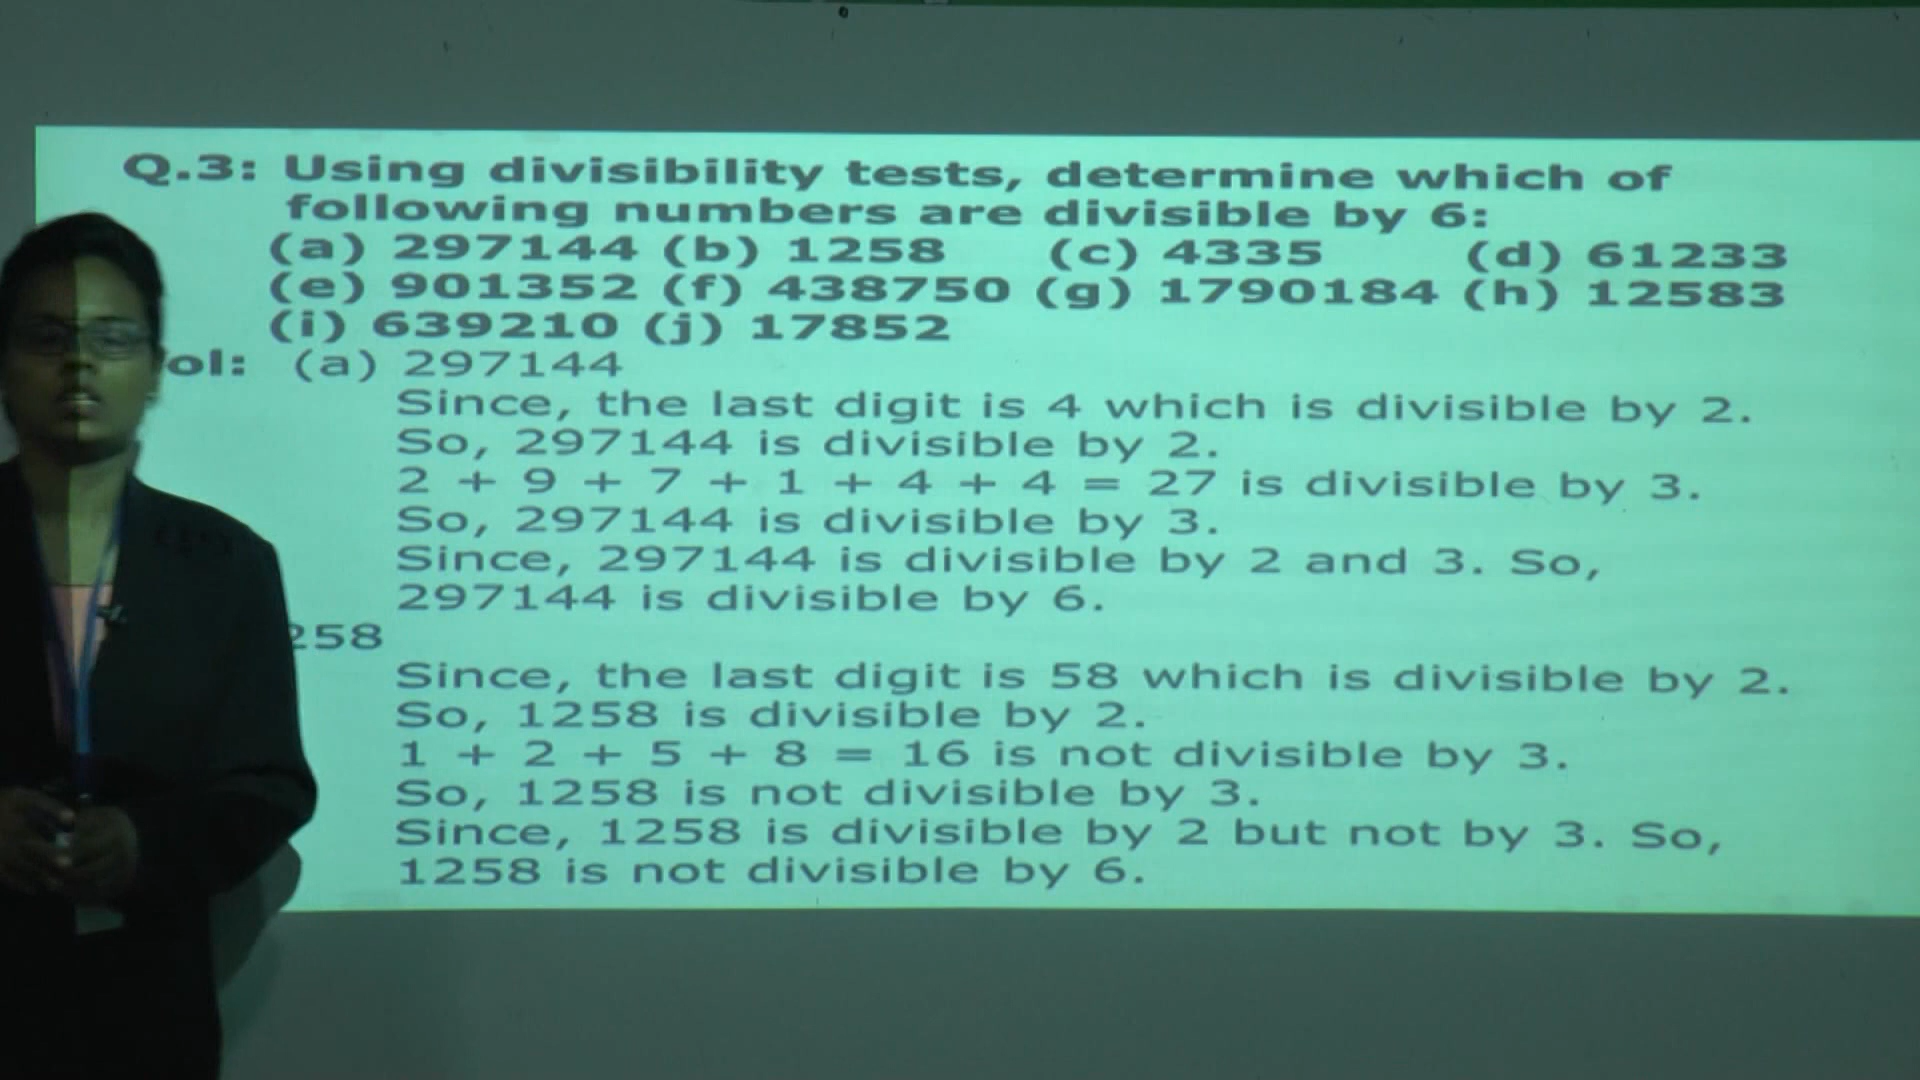 Q.3: Using divisibility tests, determine which of
following numbers are divisible by 6:
(a) 297144 (b) 1258 (c) 4335 (d) 61233
(e) 901352 (f) 438750 (g) 1790184 (h) 12583
(i) 639210 (j) 17852
ol: (a) 297144
Since, the last digit is 4 which is divisible by 2.
So, 297144 is divisible by 2.
2 + 9 + 7 + 1 + 4 + 4 = 27 is divisible by 3.
So, 297144 is divisible by 3.
Since, 297144 is divisible by 2 and 3. So,
297144 is divisible by 6.
258
Since, the last digit is 58 which is divisible by 2.
So, 1258 is divisible by 2.
1 + 2 + 5 + 8 = 16 is not divisible by 3.
So, 1258 is not divisible by 3.
Since, 1258 is divisible by 2 but not by 3. So,
1258 is not divisible by 6.